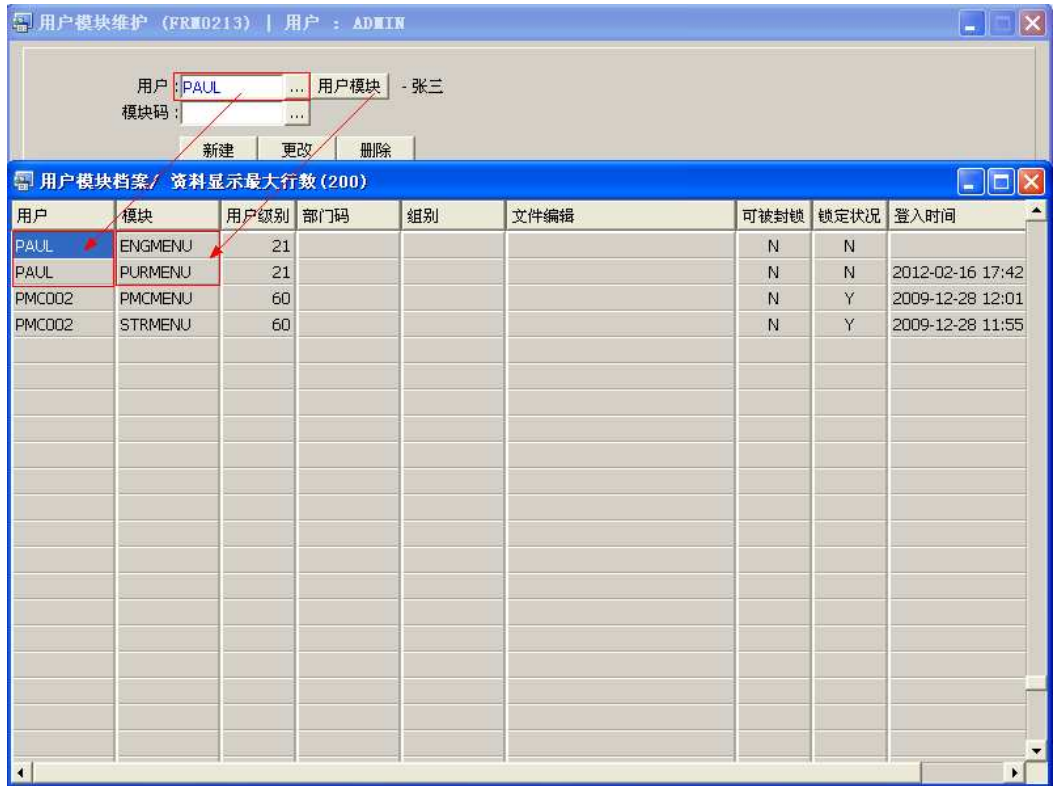 用户模块维护 (FRM0213) | 用户 : ADMIN
用户 : PAUL ... 用户模块 - 张三
模块码 : ...
新建 更改 删除
用户模块档案/ 资料显示最大行数(200)
用户 模块 用户级别 部门码 组别 文件编辑 可被封锁 锁定状况 登入时间
PAUL ENGMENU 21 N N
PAUL PURMENU 21 N N 2012-02-16 17:42
PMC002 PMCMENU 60 N Y 2009-12-28 12:01
PMC002 STRMENU 60 N Y 2009-12-28 11:55